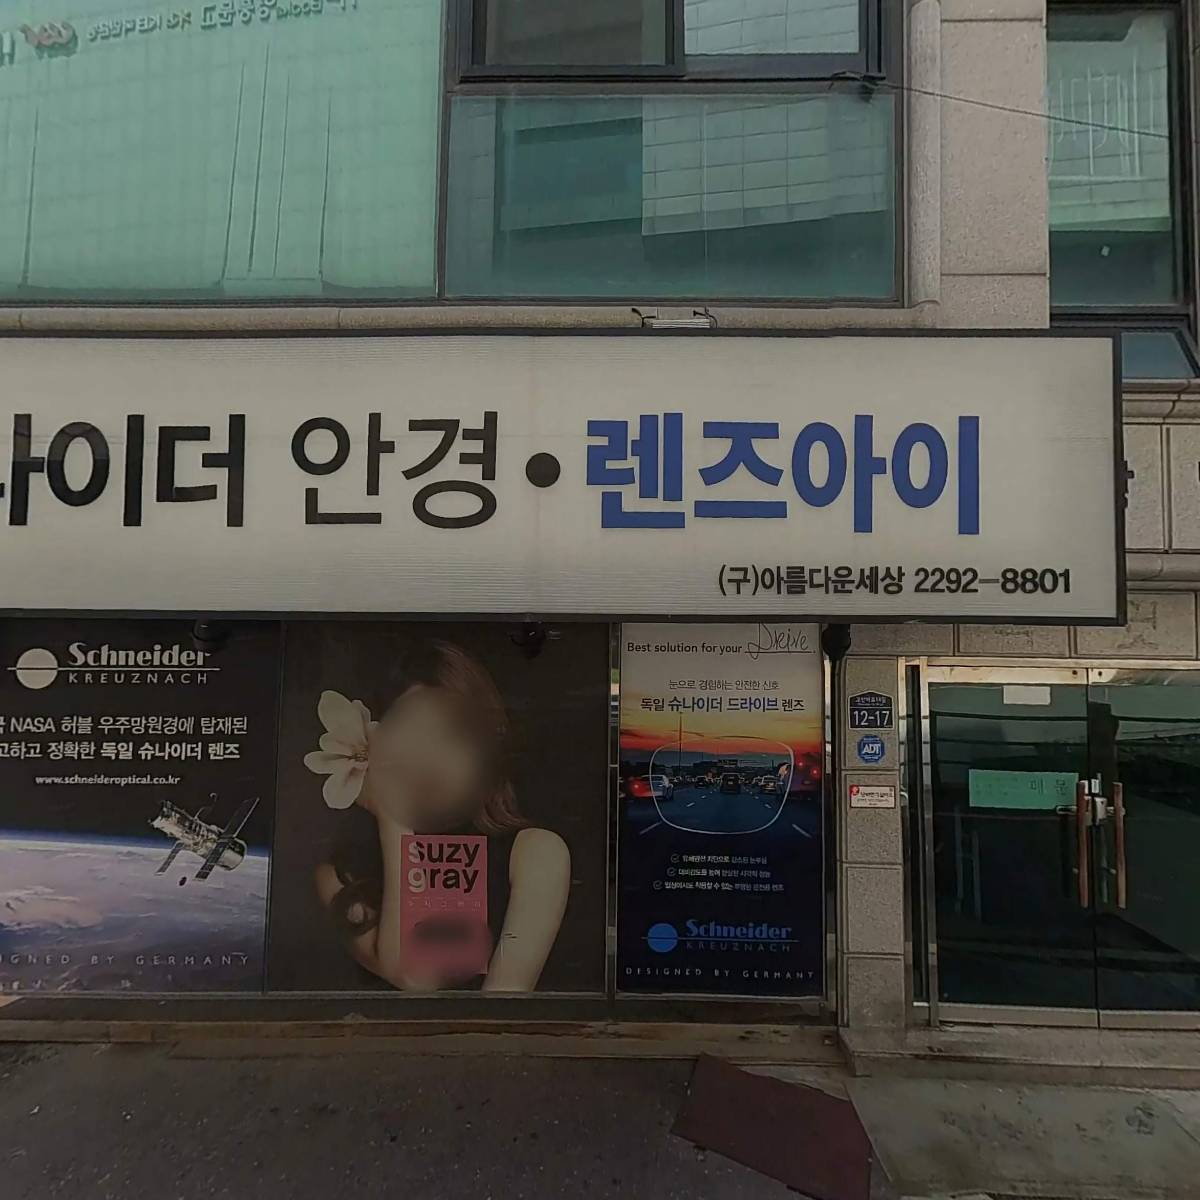 나이더 안경·렌즈아이
(구)아름다운세상 2292-8801
Schneider
KREUZNACH
NASA 허블 우주망원경에 탑재된
고하고 정확한 독일 슈나이더 렌즈
www.schneideroptical.co.kr
IGNED BY GERMANY
suzy
gray
Best solution for your Drive
눈으로 경험하는 안전한 신호
독일 슈나이더 드라이브 렌즈
Schneider
KREUZNACH
DESIGNED BY GERMANY
12-17
ADT